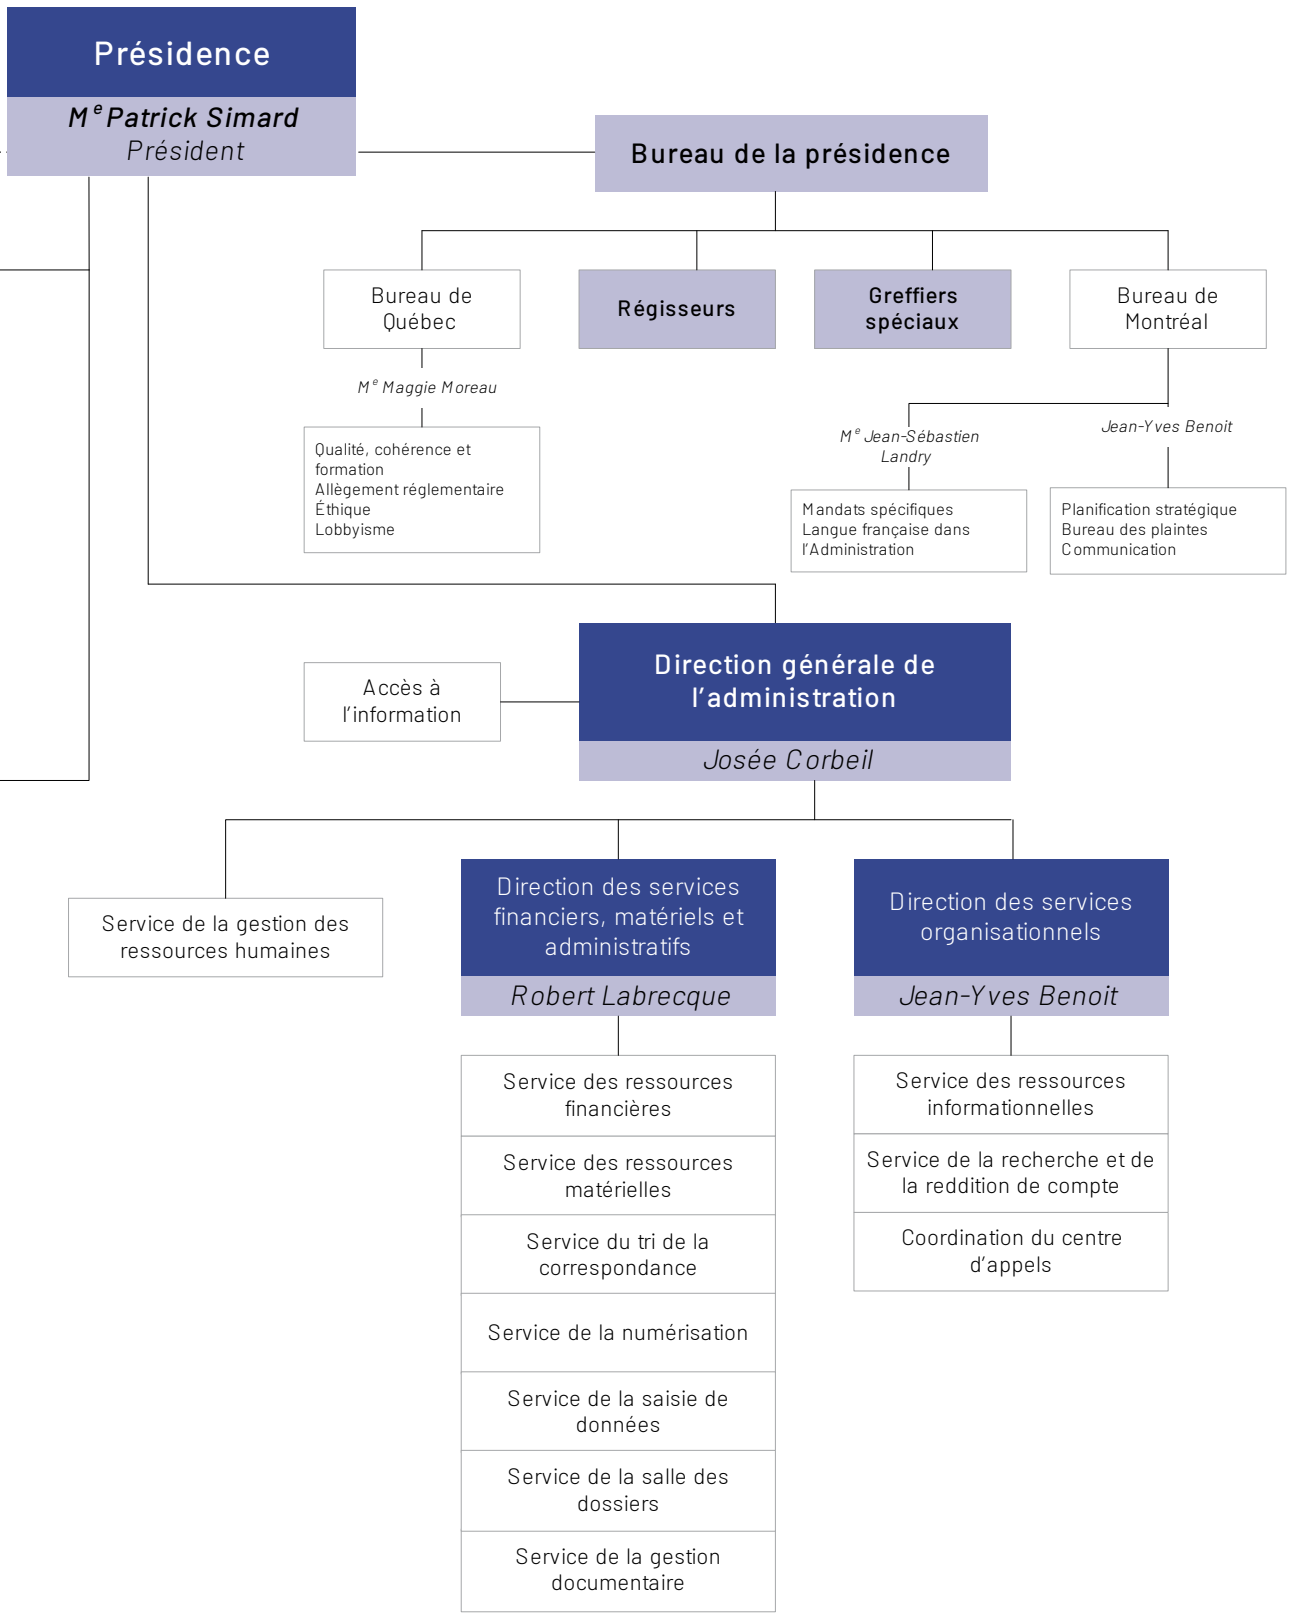 Présidence
Mᵉ Patrick Simard
Président
Bureau de la présidence
Bureau de
Québec
Régisseurs
Greffiers
spéciaux
Bureau de
Montréal
Mᵉ Maggie Moreau
Qualité, cohérence et
formation
Allègement réglementaire
Éthique
Lobbyisme
Mᵉ Jean-Sébastien
Landry
Mandats spécifiques
Langue française dans
l’Administration
Jean-Yves Benoit
Planification stratégique
Bureau des plaintes
Communication
Accès à
l’information
Direction générale de
l’administration
Josée Corbeil
Service de la gestion des
ressources humaines
Direction des services
financiers, matériels et
administratifs
Robert Labrecque
Service des ressources
financières
Service des ressources
matérielles
Service du tri de la
correspondance
Service de la numérisation
Service de la saisie de
données
Service de la salle des
dossiers
Service de la gestion
documentaire
Direction des services
organisationnels
Jean-Yves Benoit
Service des ressources
informationnelles
Service de la recherche et de
la reddition de compte
Coordination du centre
d’appels